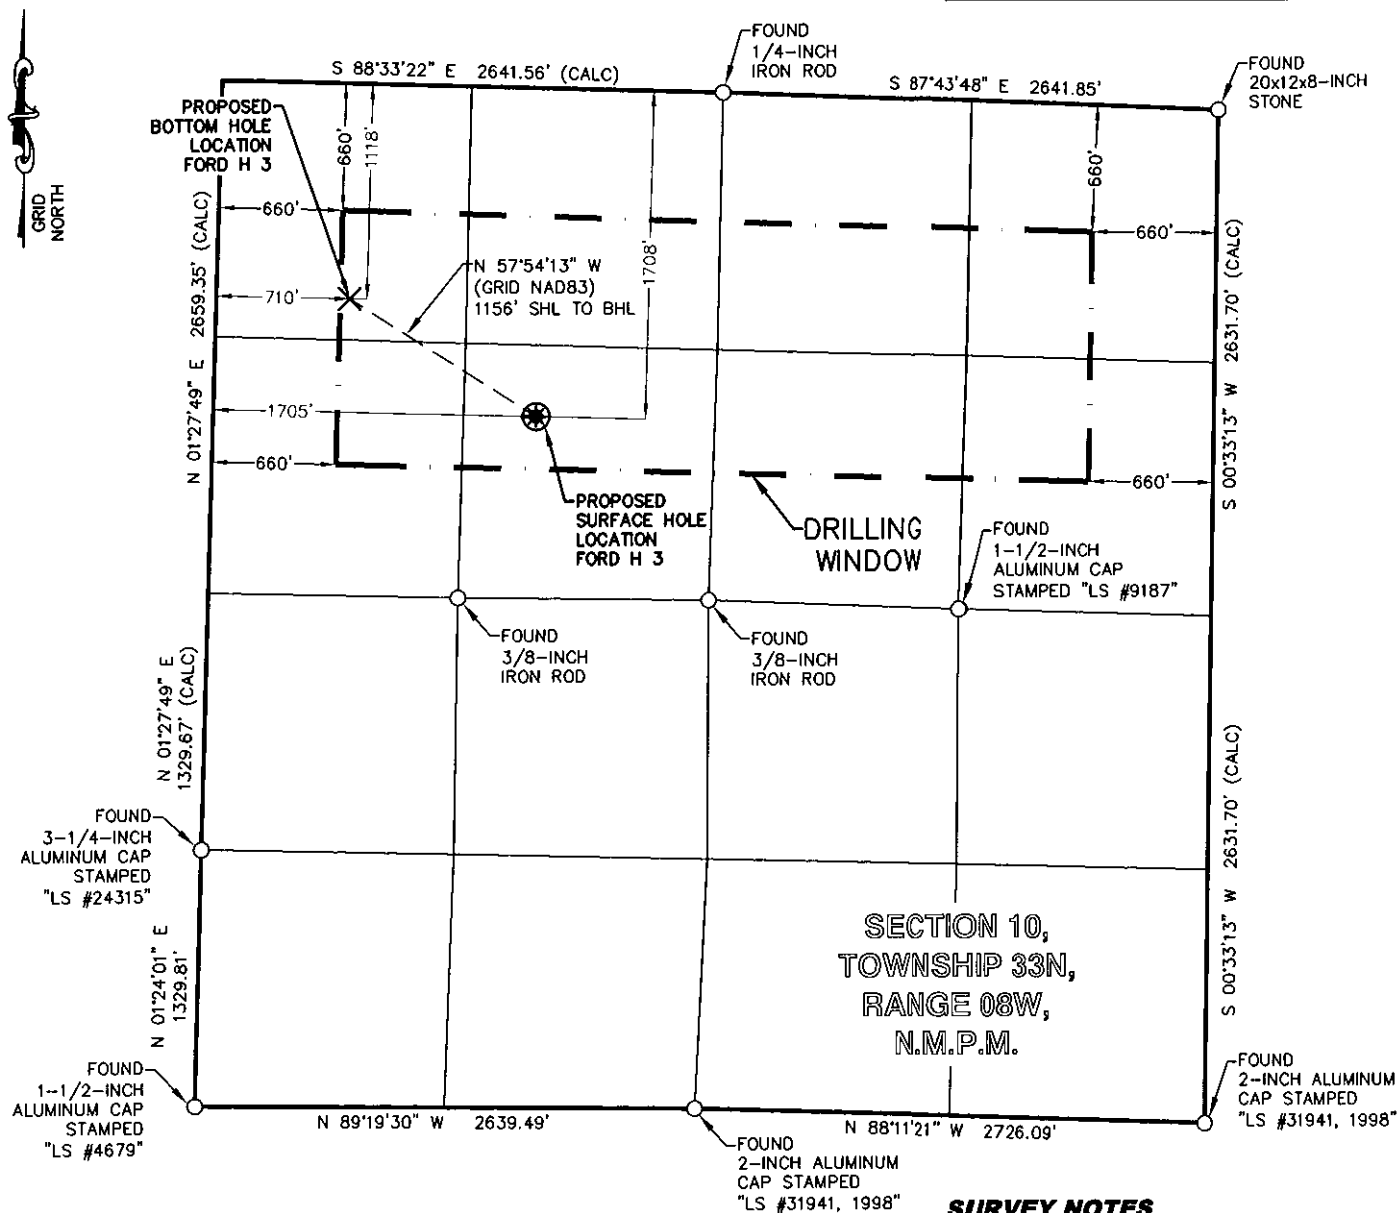 GRID
NORTH
FOUND
1/4-INCH
IRON ROD
S 88°33'22" E 2641.56' (CALC)
S 87°43'48" E 2641.85'
FOUND
20x12x8-INCH
STONE
PROPOSED
BOTTOM HOLE
LOCATION
FORD H 3
660'
1118'
1708'
660'
660'
660'
710'
N 57°54'13" W
(GRID NAD83)
1156' SHL TO BHL
N 01°27'49" E 2659.35' (CALC)
S 00°33'13" W 2631.70' (CALC)
1705'
660'
660'
PROPOSED
SURFACE HOLE
LOCATION
FORD H 3
DRILLING
WINDOW
FOUND
1-1/2-INCH
ALUMINUM CAP
STAMPED "LS #9187"
FOUND
3/8-INCH
IRON ROD
FOUND
3/8-INCH
IRON ROD
N 01°27'49" E
1329.67' (CALC)
S 00°33'13" W 2631.70' (CALC)
FOUND
3-1/4-INCH
ALUMINUM CAP
STAMPED
"LS #24315"
N 01°24'01" E
1329.81'
SECTION 10,
TOWNSHIP 33N,
RANGE 08W,
N.M.P.M.
FOUND
1-1/2-INCH
ALUMINUM CAP
STAMPED
"LS #4679"
N 89°19'30" W 2639.49'
N 88°11'21" W 2726.09'
FOUND
2-INCH ALUMINUM
CAP STAMPED
"LS #31941, 1998"
FOUND
2-INCH ALUMINUM
CAP STAMPED
"LS #31941, 1998"
SURVEY NOTES